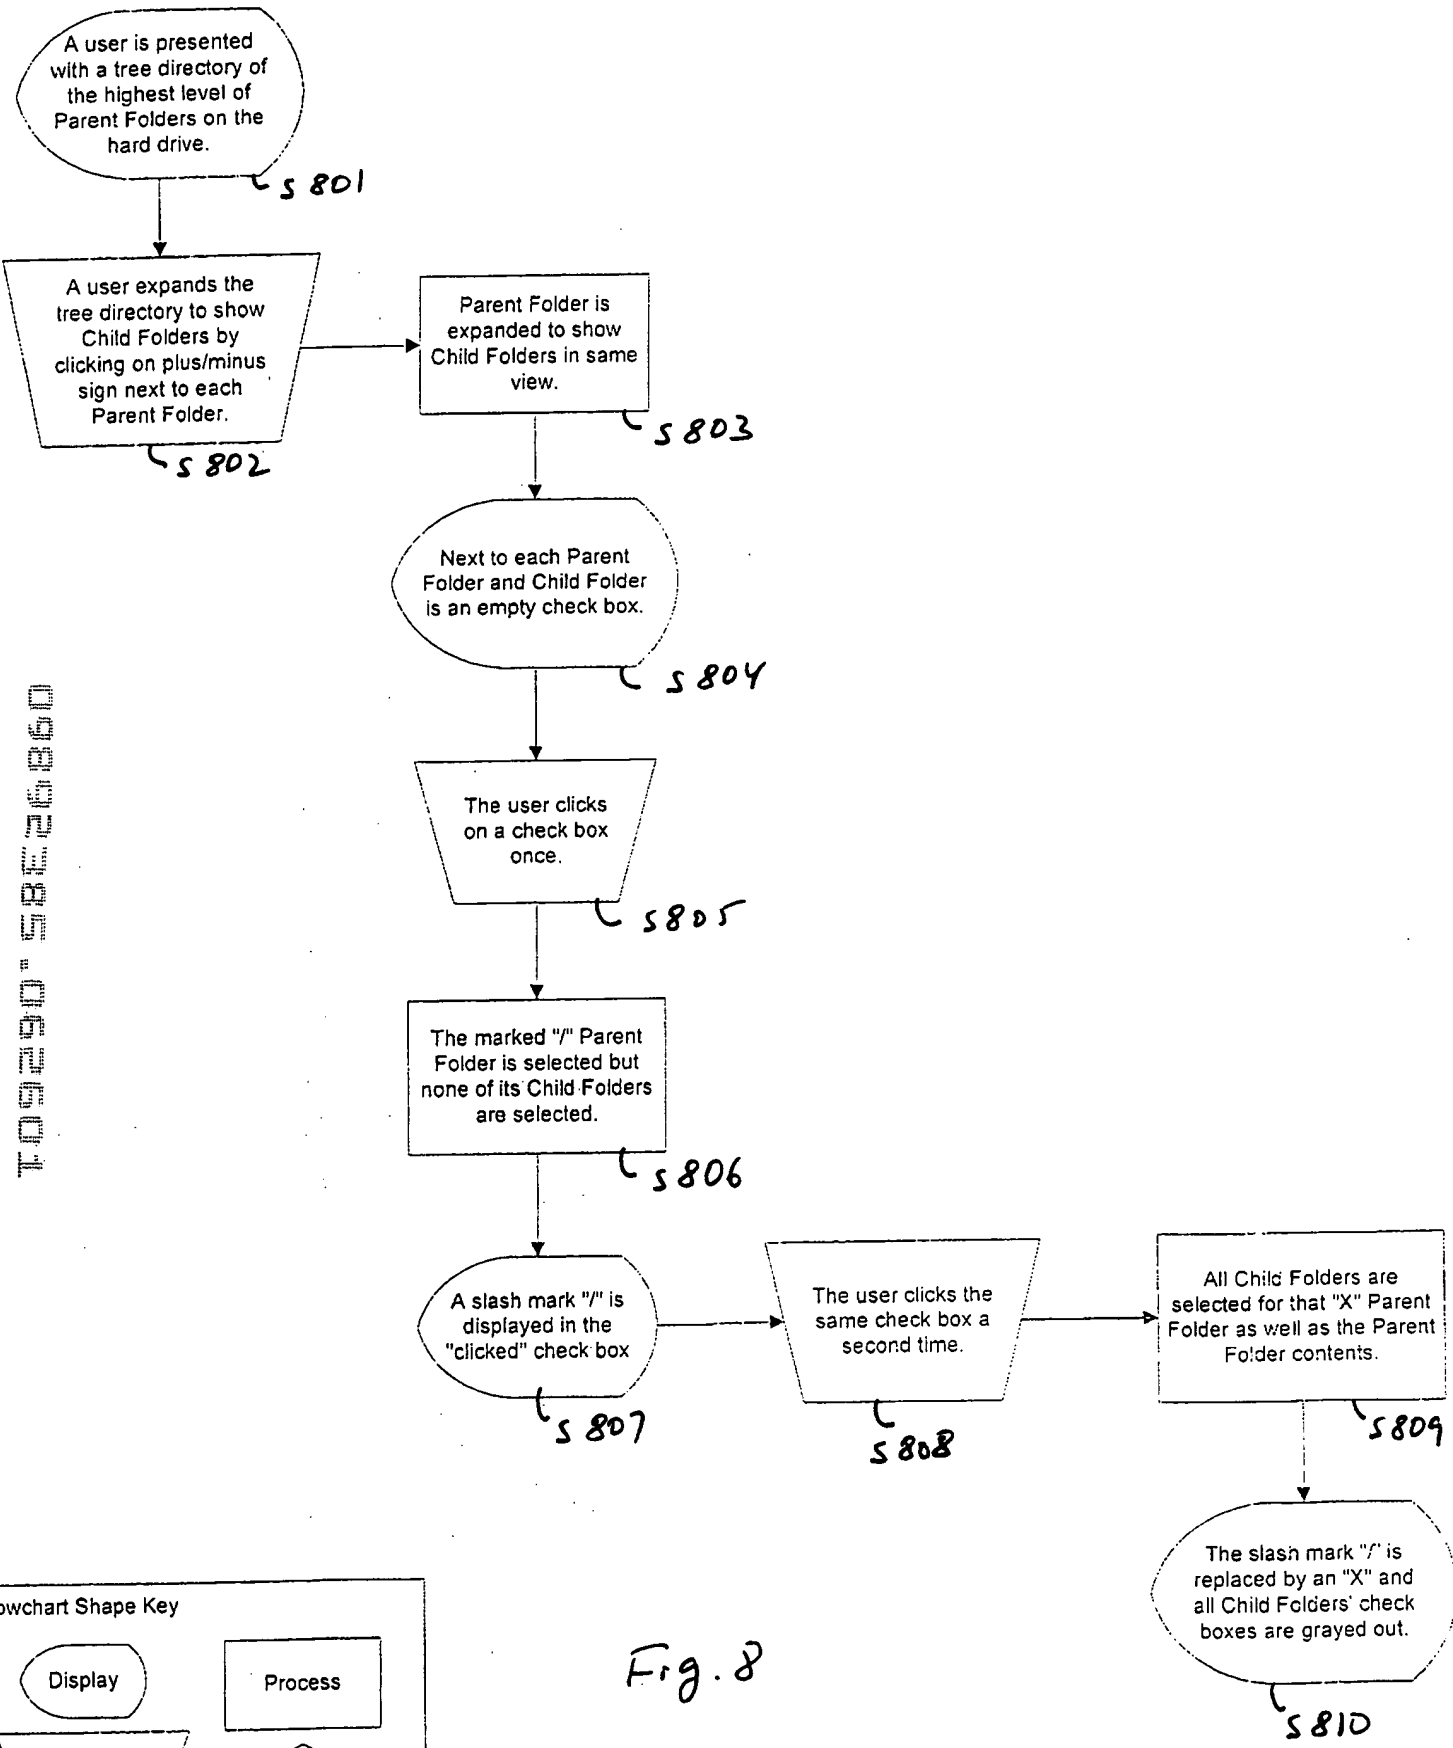 A user is presented
with a tree directory of
the highest level of
Parent Folders on the
hard drive.
s 801
A user expands the
tree directory to show
Child Folders by
clicking on plus/minus
sign next to each
Parent Folder.
s 802
Parent Folder is
expanded to show
Child Folders in same
view.
s 803
Next to each Parent
Folder and Child Folder
is an empty check box.
s 804
The user clicks
on a check box
once.
s805
The marked "/" Parent
Folder is selected but
none of its Child Folders
are selected.
s 806
A slash mark "/" is
displayed in the
"clicked" check box
s 807
The user clicks the
same check box a
second time.
s 808
All Child Folders are
selected for that "X" Parent
Folder as well as the Parent
Folder contents.
s809
The slash mark "/" is
replaced by an "X" and
all Child Folders' check
boxes are grayed out.
s 810
09892385.062601
owchart Shape Key
Display
Process
Fig. 8